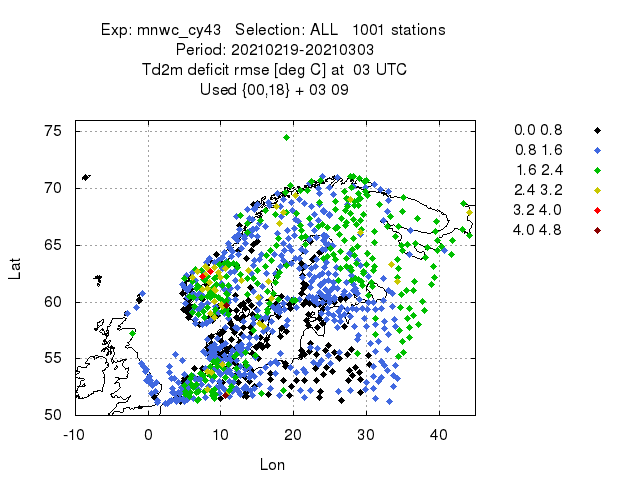 Exp: mnwc_cy43 Selection: ALL 1001 stations
Period: 20210219-20210303
Td2m deficit rmse [deg C] at 03 UTC
Used {00,18} + 03 09
75
70
65
60
55
50
Lat
-10 0 10 20 30 40
Lon
0.0 0.8
0.8 1.6
1.6 2.4
2.4 3.2
3.2 4.0
4.0 4.8